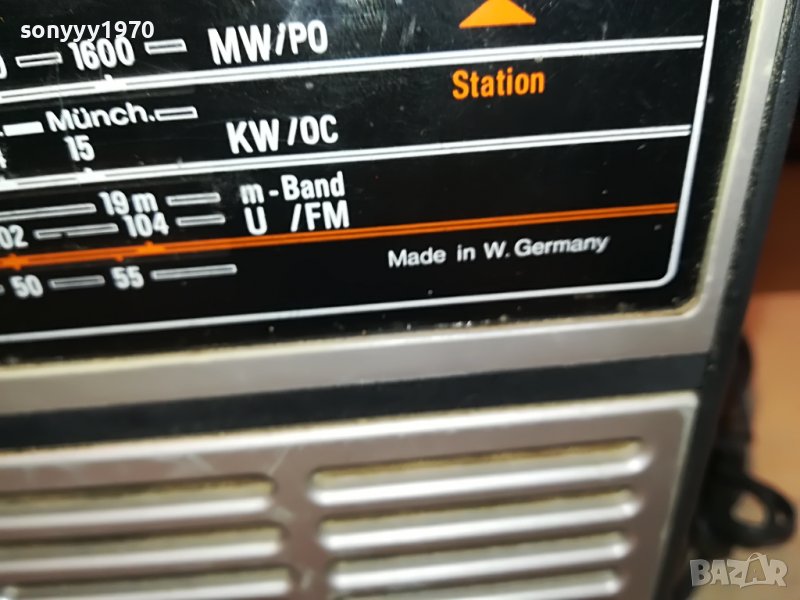 sonyyy1970
1600 MW/PO
Station
Münch.
15 KW/OC
19m m-Band
02 104 U /FM
Made in W. Germany
50 55
BAZAR